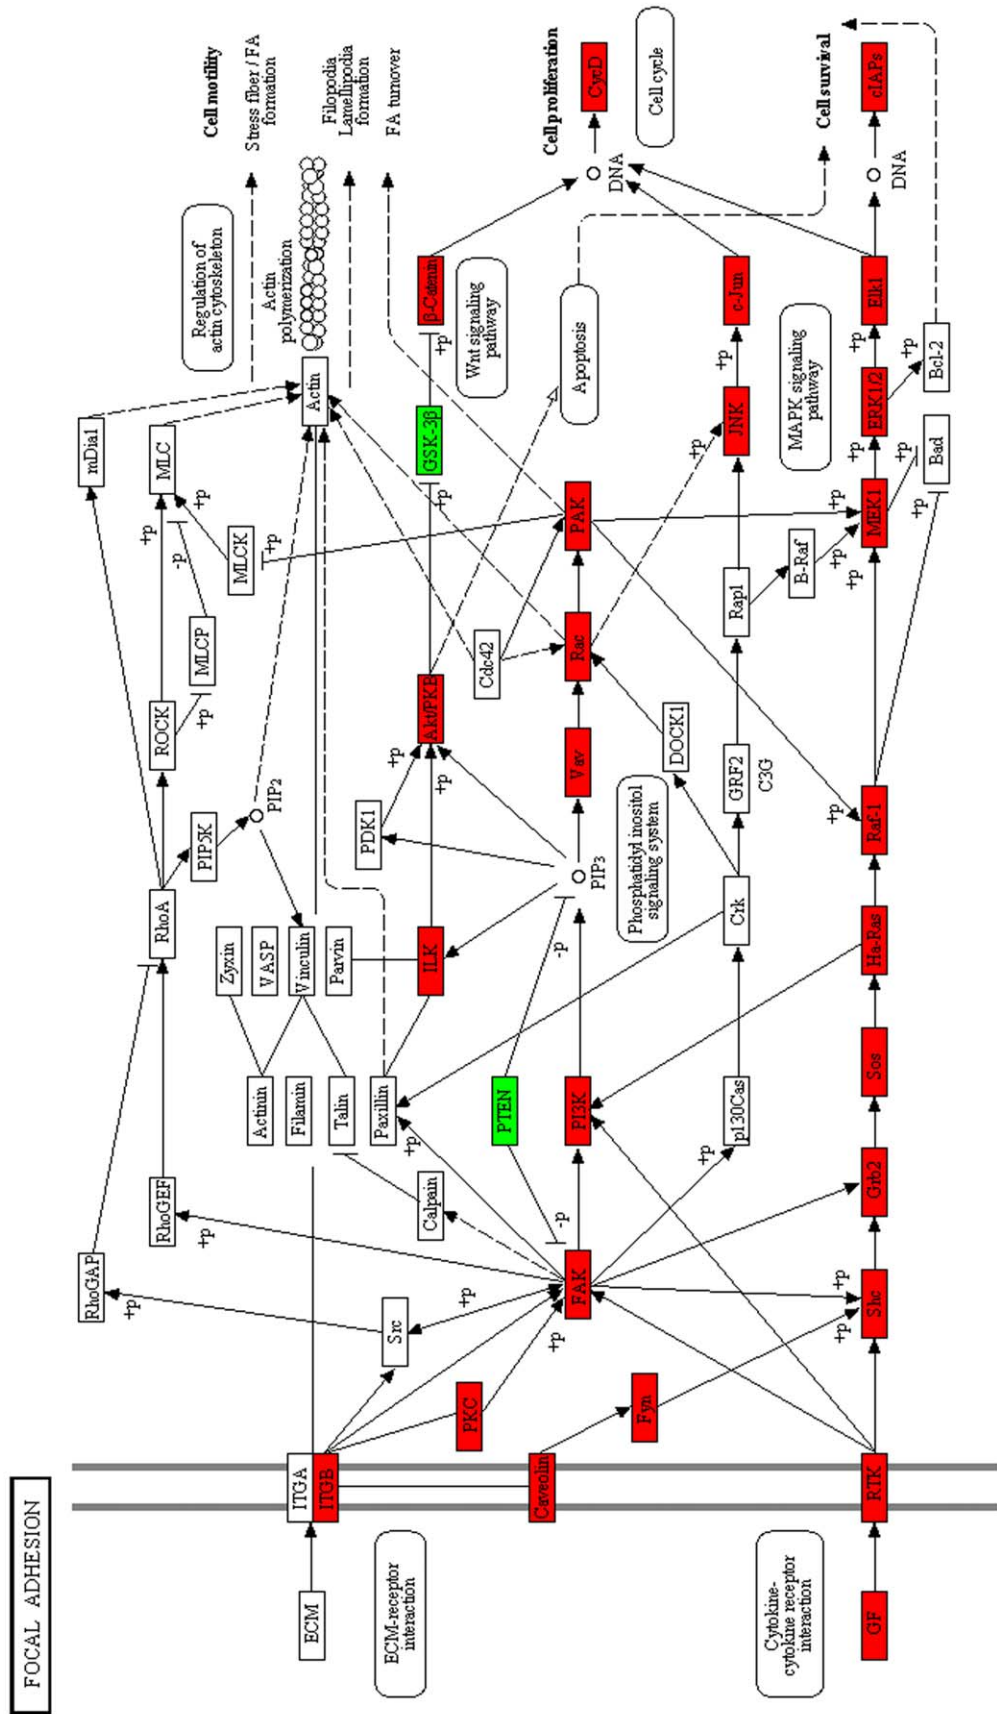 FOCAL ADHESION
ECM
ECM-receptor
interaction
Cytokine-
cytokine receptor
interaction
GF
ITGA
ITGB
Caveolin
RTK
PKC
Fyn
Src
RhoGAP
+p
RhoGEF
+p
+p
+p
FAK
-p
+p
+p
Shc
+p
Grb2
Calpain
Actinin
Filamin
Talin
Paxillin
+p
PTEN
PI3K
p130Cas
+p
Sos
Zyxin
VASP
Vinculin
Parvin
ILK
-p
RhoA
PIP5K
PIP2
PDK1
PIP3
Phosphatidyl inositol
signaling system
Crk
Ha-Ras
Raf-1
+p
ROCK
+p
MLCP
-p
MLCK
+p
+p
+p
MLC
mDia1
Akt/PKB
+p
+p
Vav
Cdc42
Rac
PAK
DOCK1
GRF2
C3G
Rap1
B-Raf
+p
+p
+p
MEK1
+p
+p
+p
ERK1/2
+p
+p
Bad
Bcl-2
+p
JNK
+p
c-Jun
MAPK signaling
pathway
Elk1
GSK-3β
+p
+p
β-Catenin
Wnt signaling
pathway
Apoptosis
Actin
Actin
polymerization
Regulation of
actin cytoskeleton
Cell motility
Stress fiber / FA
formation
Filopodia
Lamellipodia
formation
FA turnover
Cell proliferation
DNA
CycD
Cell cycle
Cell survival
DNA
cIAPs